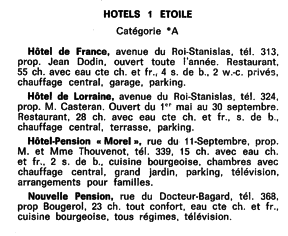 HOTELS 1 ETOILE
Catégorie *A
Hôtel de France, avenue du Roi-Stanislas, tél. 313,
prop. Jean Dodin, ouvert toute l'année. Restaurant,
55 ch. avec eau cte ch. et fr., 4 s. de b., 2 w.-c. privés,
chauffage central, garage, parking.
Hôtel de Lorraine, avenue du Roi-Stanislas, tél. 324,
prop. M. Casteran. Ouvert du 1er mai au 30 septembre.
Restaurant, 28 ch. avec eau cte ch. et fr., s. de b.,
chauffage central, terrasse, parking.
Hôtel-Pension « Morel », rue du 11-Septembre, prop.
M. et Mme Thouvenot, tél. 339, 15 ch. avec eau ch.
et fr., 2 s. de b., cuisine bourgeoise, chambres avec
chauffage central, grand jardin, parking, télévision,
arrangements pour familles.
Nouvelle Pension, rue du Docteur-Bagard, tél. 368,
prop Bougerol, 23 ch. tout confort, eau cte ch. et fr.,
cuisine bourgeoise, tous régimes, télévision.